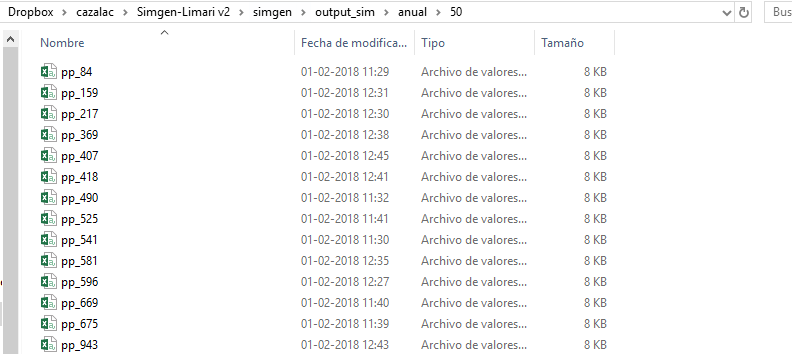 Dropbox > cazalac > Simgen-Limari v2 > simgen > output_sim > anual > 50 Bus
Nombre Fecha de modifica... Tipo Tamaño
pp_84 01-02-2018 11:29 Archivo de valores... 8 KB
pp_159 01-02-2018 12:31 Archivo de valores... 8 KB
pp_217 01-02-2018 12:30 Archivo de valores... 8 KB
pp_369 01-02-2018 12:38 Archivo de valores... 8 KB
pp_407 01-02-2018 12:45 Archivo de valores... 8 KB
pp_418 01-02-2018 12:41 Archivo de valores... 8 KB
pp_490 01-02-2018 11:32 Archivo de valores... 8 KB
pp_525 01-02-2018 11:41 Archivo de valores... 8 KB
pp_541 01-02-2018 11:30 Archivo de valores... 8 KB
pp_581 01-02-2018 12:35 Archivo de valores... 8 KB
pp_596 01-02-2018 12:27 Archivo de valores... 8 KB
pp_669 01-02-2018 11:40 Archivo de valores... 8 KB
pp_675 01-02-2018 11:39 Archivo de valores... 8 KB
pp_943 01-02-2018 12:43 Archivo de valores... 8 KB